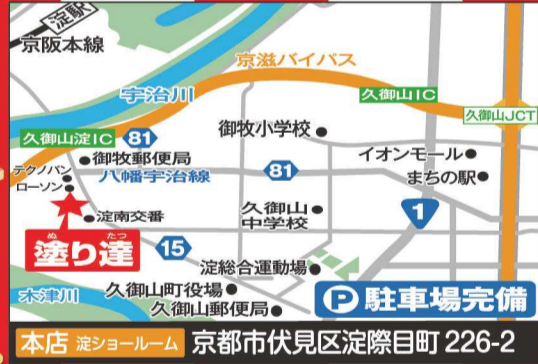 淀駅
京阪本線
京滋バイパス
宇治川
久御山IC
久御山JCT
久御山淀IC
81
御牧小学校
御牧郵便局
81
イオンモール
テクノパン
八幡宇治線
まちの駅
ローソン
淀南交番
久御山
中学校
1
ぬ たつ
塗り達
15
淀総合運動場
木津川
久御山町役場
P 駐車場完備
久御山郵便局
本店 淀ショールーム 京都市伏見区淀際目町 226-2